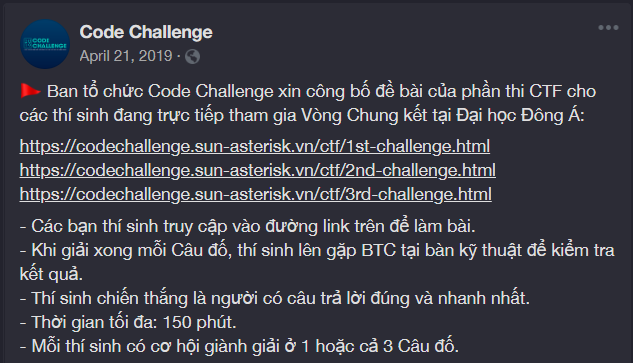 CODE
CHALLENGE
Code Challenge
April 21, 2019 ·
Ban tổ chức Code Challenge xin công bố đề bài của phần thi CTF cho
các thí sinh đang trực tiếp tham gia Vòng Chung kết tại Đại học Đông Á:
https://codechallenge.sun-asterisk.vn/ctf/1st-challenge.html
https://codechallenge.sun-asterisk.vn/ctf/2nd-challenge.html
https://codechallenge.sun-asterisk.vn/ctf/3rd-challenge.html
- Các bạn thí sinh truy cập vào đường link trên để làm bài.
- Khi giải xong mỗi Câu đố, thí sinh lên gặp BTC tại bàn kỹ thuật để kiểm tra
kết quả.
- Thí sinh chiến thắng là người có câu trả lời đúng và nhanh nhất.
- Thời gian tối đa: 150 phút.
- Mỗi thí sinh có cơ hội giành giải ở 1 hoặc cả 3 Câu đố.